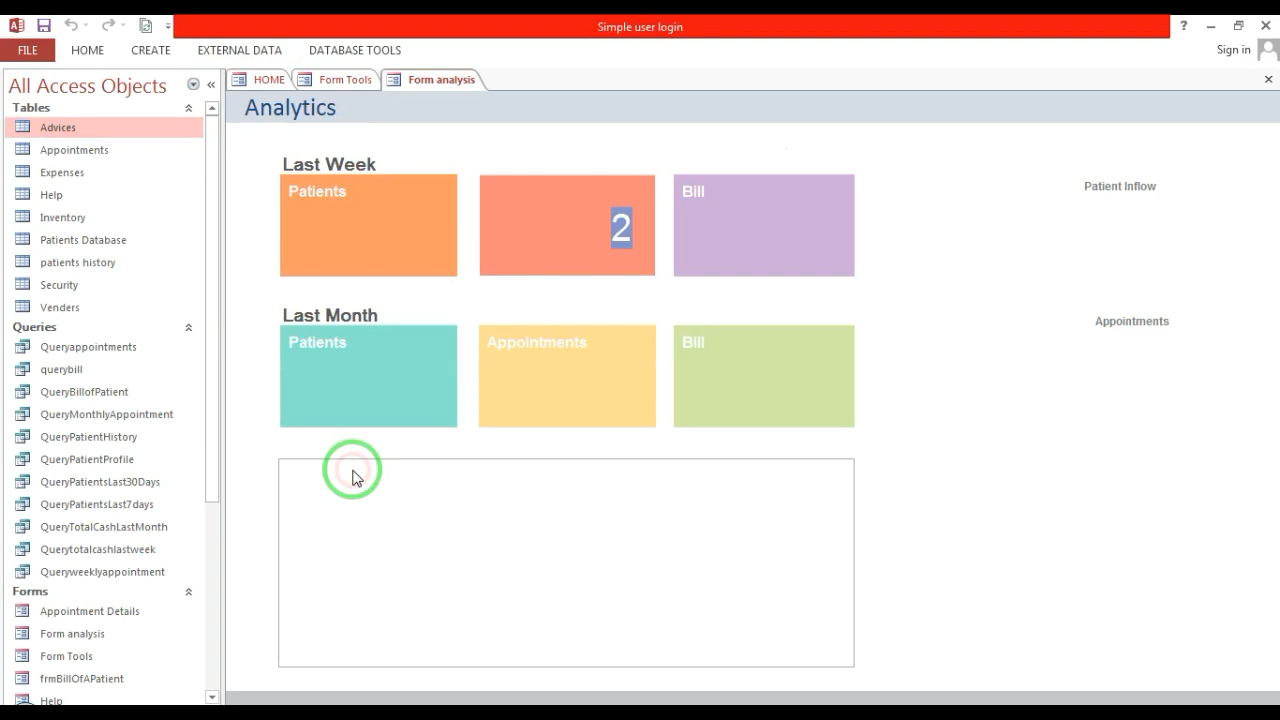 Simple user login
?
FILE
HOME
CREATE
EXTERNAL DATA
DATABASE TOOLS
Sign in
All Access Objects
Tables
Advices
Appointments
Expenses
Help
Inventory
Patients Database
patients history
Security
Venders
Queries
Queryappointments
querybill
QueryBillofPatient
QueryMonthlyAppointment
QueryPatientHistory
QueryPatientProfile
QueryPatientsLast30Days
QueryPatientsLast7days
QueryTotalCashLastMonth
Querytotalcashlastweek
Queryweeklyappointment
Forms
Appointment Details
Form analysis
Form Tools
frmBillOfAPatient
Help
HOME
Form Tools
Form analysis
Analytics
Last Week
Patients
2
Bill
Last Month
Patients
Appointments
Bill
Patient Inflow
Appointments